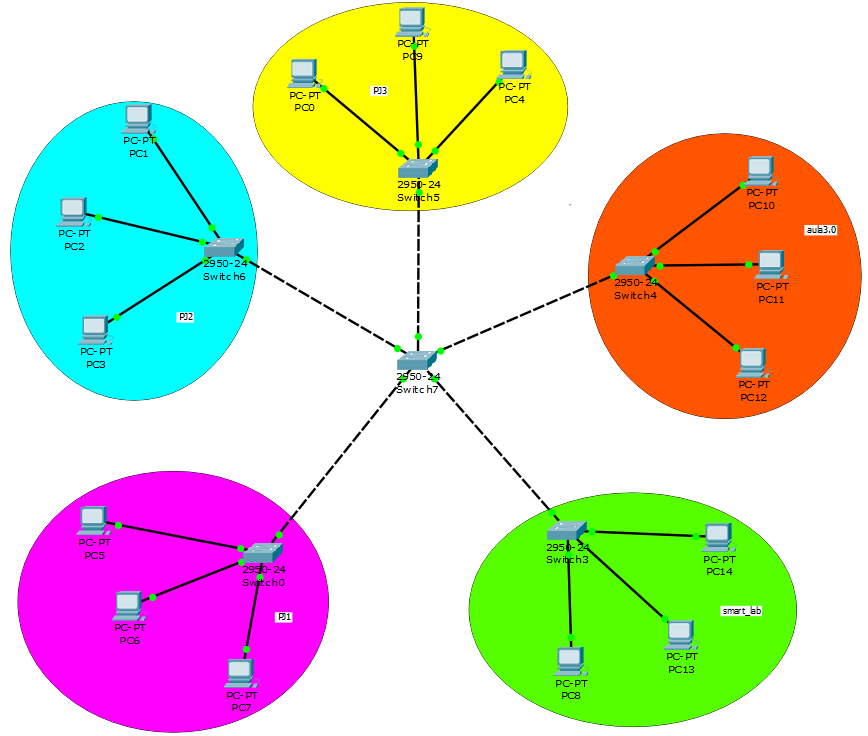 PC-PT
PC9
PC-PT
PC0
PJ3
PC-PT
PC4
2950-24
Switch5
PC-PT
PC1
PC-PT
PC2
2950-24
Switch6
PJ2
PC-PT
PC3
PC-PT
PC10
aula3.0
2950-24
Switch4
PC-PT
PC11
PC-PT
PC12
2950-24
Switch7
PC-PT
PC5
2950-24
Switch0
PC-PT
PC6
PJ1
PC-PT
PC7
2950-24
Switch3
PC-PT
PC14
smart_lab
PC-PT
PC13
PC-PT
PC8